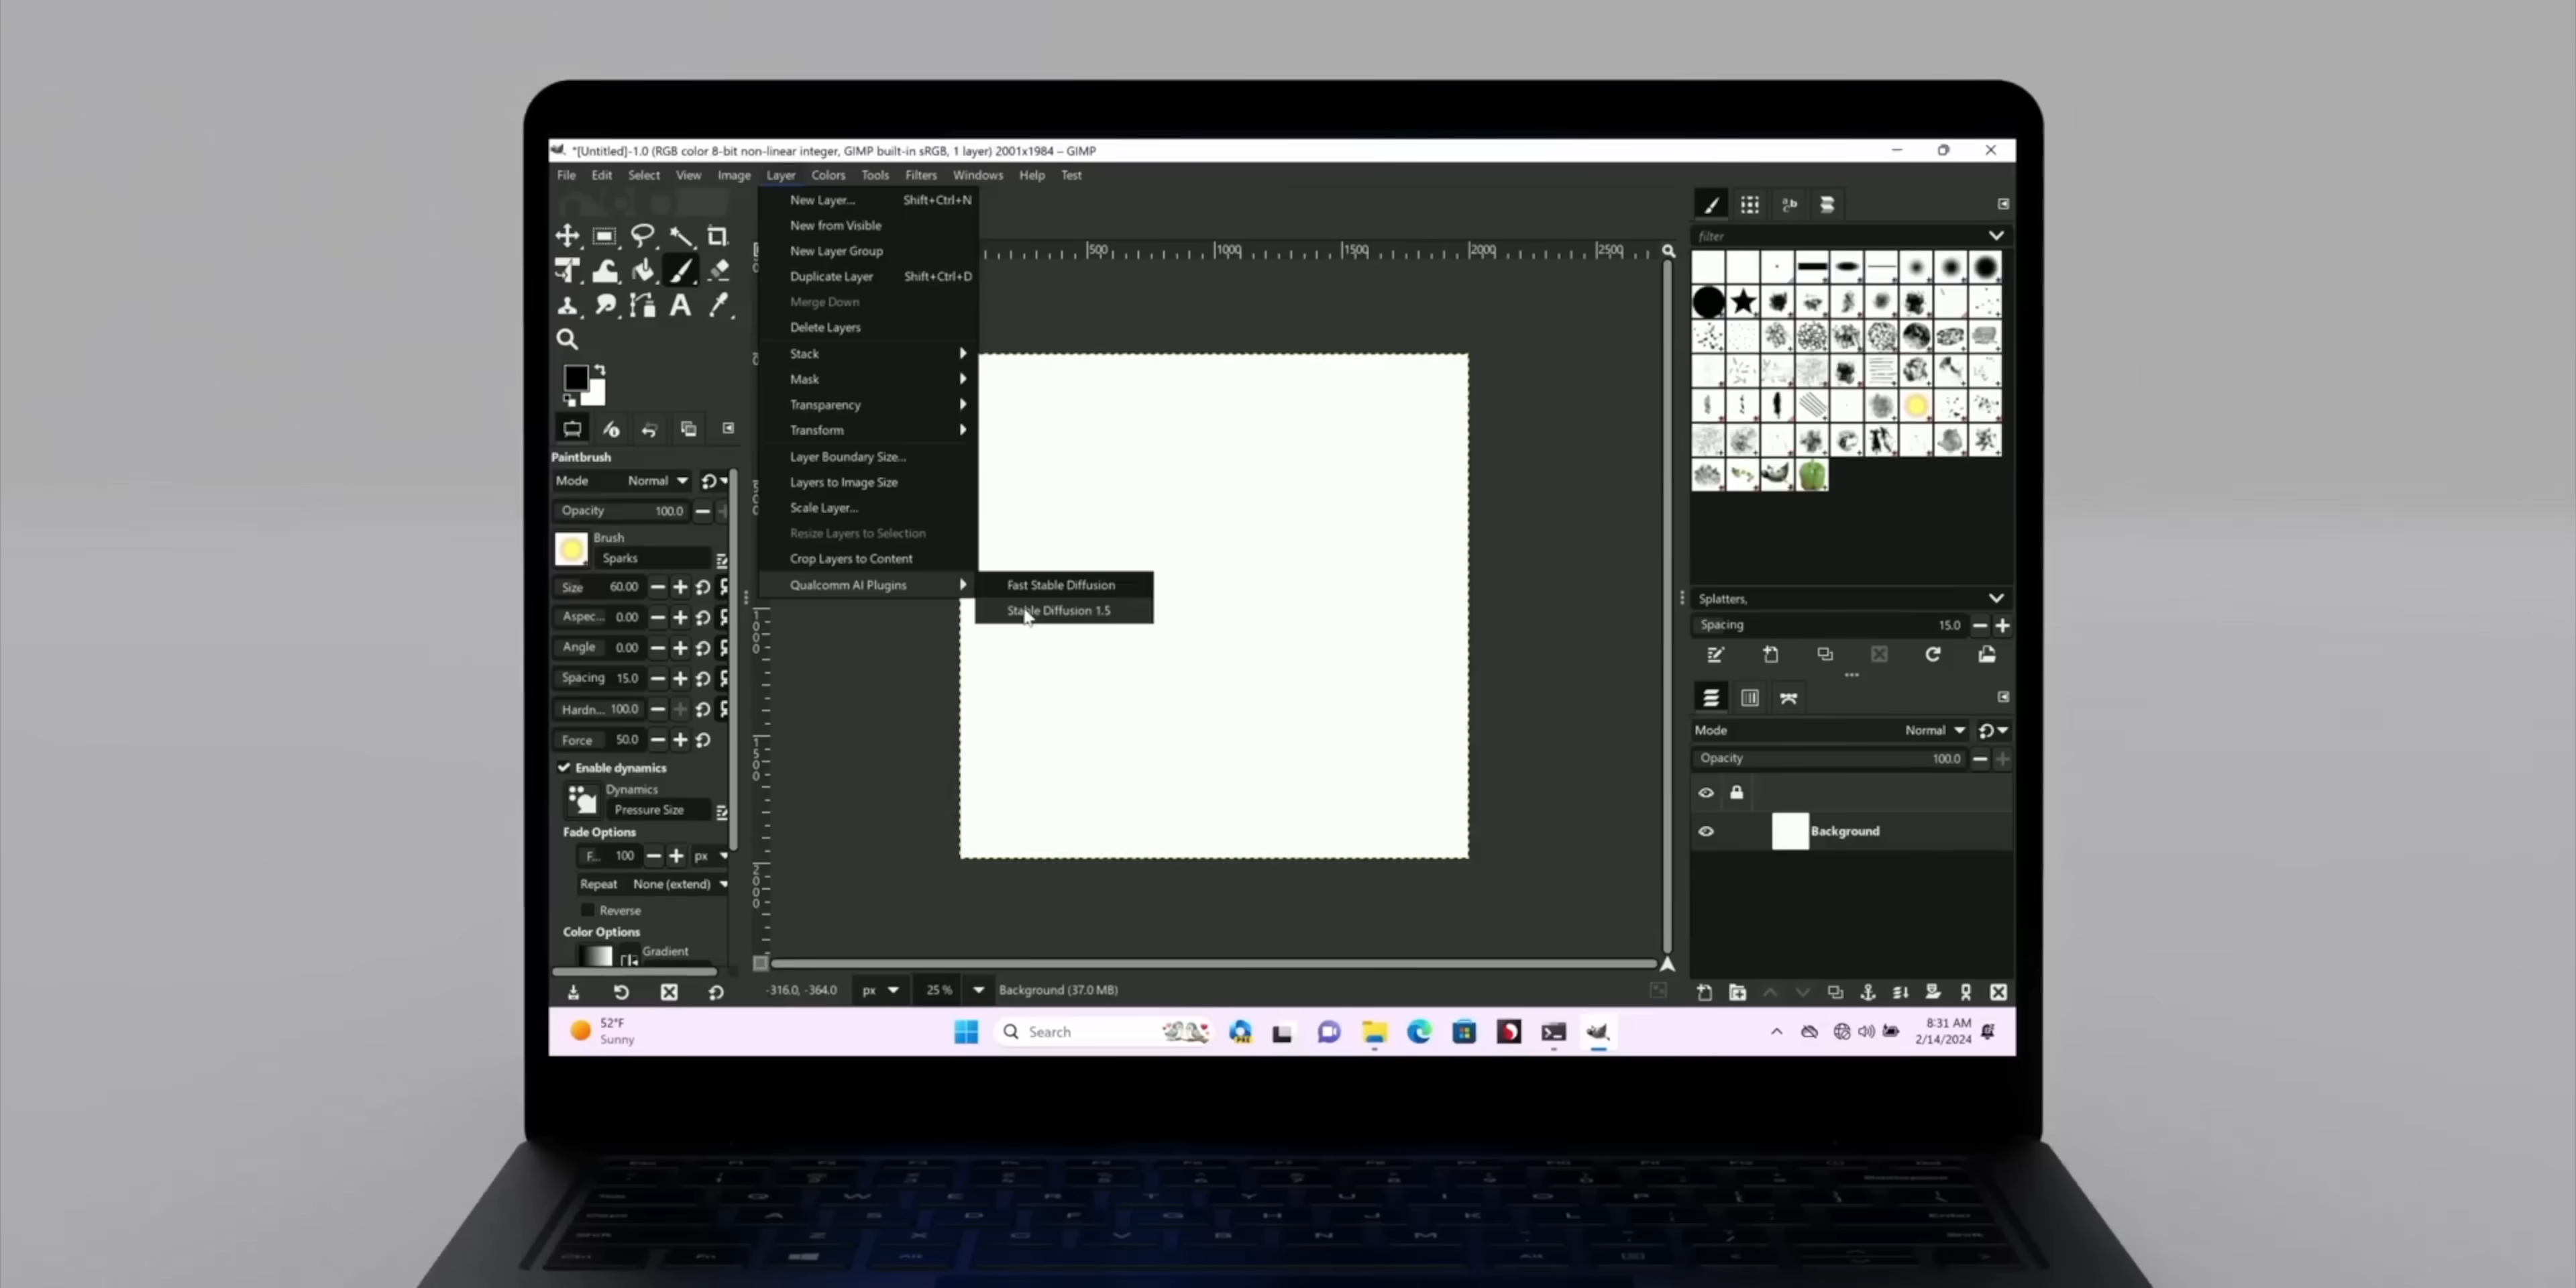 *[Untitled]-1.0 (RGB color 8-bit non-linear integer, GIMP built-in sRGB, 1 layer) 2001x1984 – GIMP
File Edit Select View Image Layer Colors Tools Filters Windows Help Test
New Layer... Shift+Ctrl+N
New from Visible
New Layer Group
Duplicate Layer Shift+Ctrl+D
Merge Down
Delete Layers
Stack
Mask
Transparency
Transform
Layer Boundary Size...
Layers to Image Size
Scale Layer...
Resize Layers to Selection
Crop Layers to Content
Qualcomm AI Plugins
Fast Stable Diffusion
Stable Diffusion 1.5
500 1000 1500 2000 2500
1000
1500
2000
Paintbrush
Mode Normal
Opacity 100.0
Brush
Sparks
Size 60.00
Aspec... 0.00
Angle 0.00
Spacing 15.0
Hardn... 100.0
Force 50.0
Enable dynamics
Dynamics
Pressure Size
Fade Options
F... 100 px
Repeat None (extend)
Reverse
Color Options
Gradient
-316.0, -364.0 px 25 % Background (37.0 MB)
filter
Splatters,
Spacing 15.0
Mode Normal
Opacity 100.0
Background
52°F
Sunny
Search
8:31 AM
2/14/2024